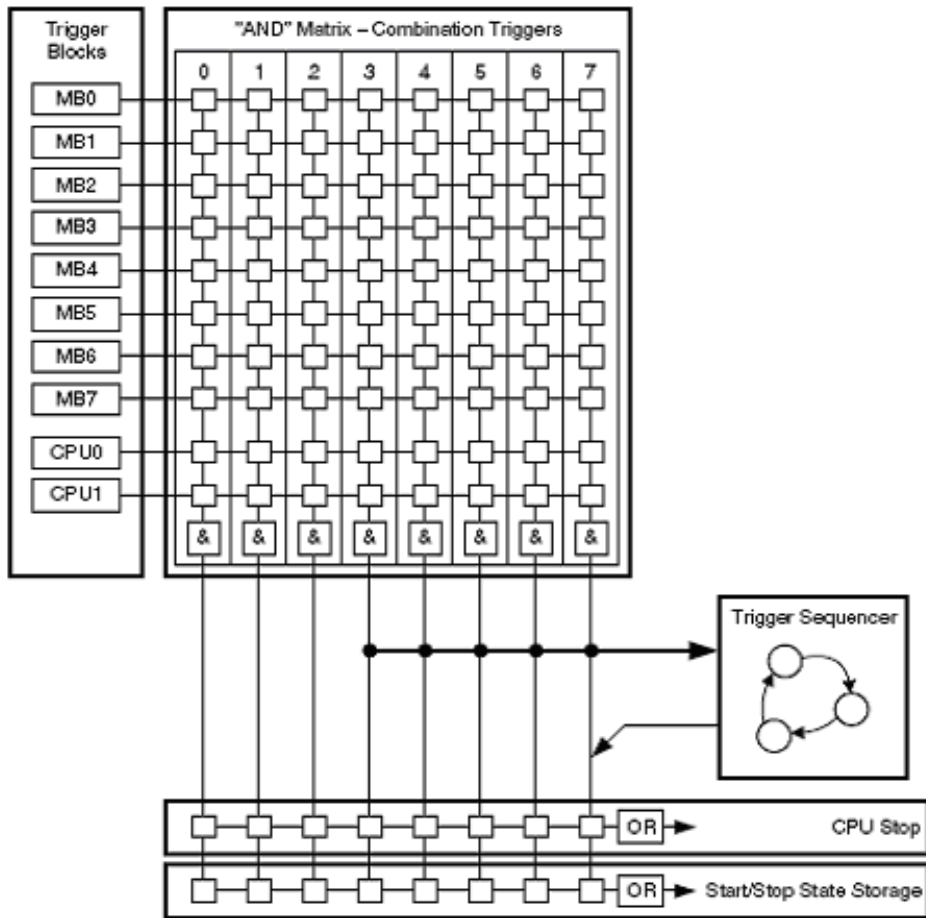 Trigger
Blocks
"AND" Matrix – Combination Triggers
0 1 2 3 4 5 6 7
MB0
MB1
MB2
MB3
MB4
MB5
MB6
MB7
CPU0
CPU1
& & & & & & & &
Trigger Sequencer
OR CPU Stop
OR Start/Stop State Storage